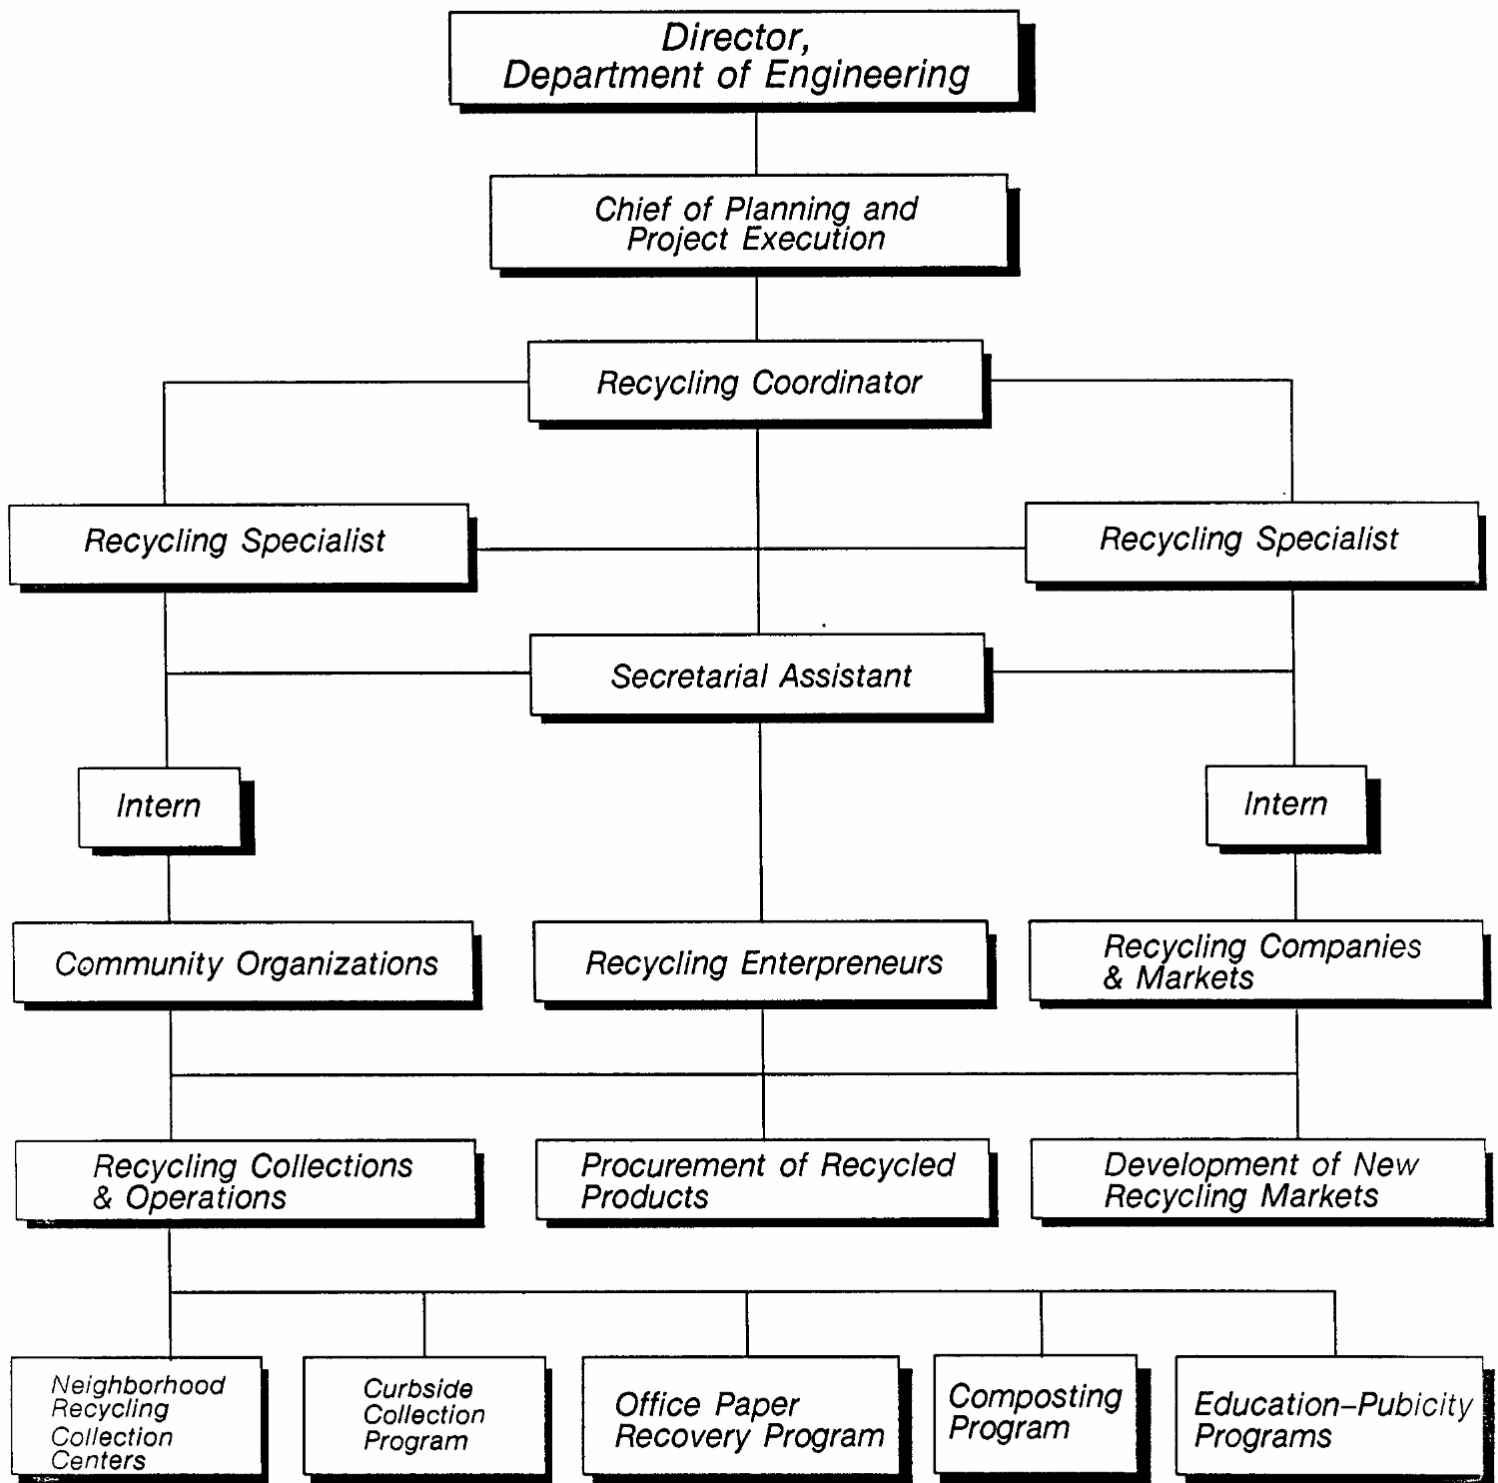 Director,
Department of Engineering
Chief of Planning and
Project Execution
Recycling Coordinator
Recycling Specialist
Recycling Specialist
Secretarial Assistant
Intern
Intern
Community Organizations
Recycling Enterpreneurs
Recycling Companies
& Markets
Recycling Collections
& Operations
Procurement of Recycled
Products
Development of New
Recycling Markets
Neighborhood
Recycling
Collection
Centers
Curbside
Collection
Program
Office Paper
Recovery Program
Composting
Program
Education-Pubicity
Programs